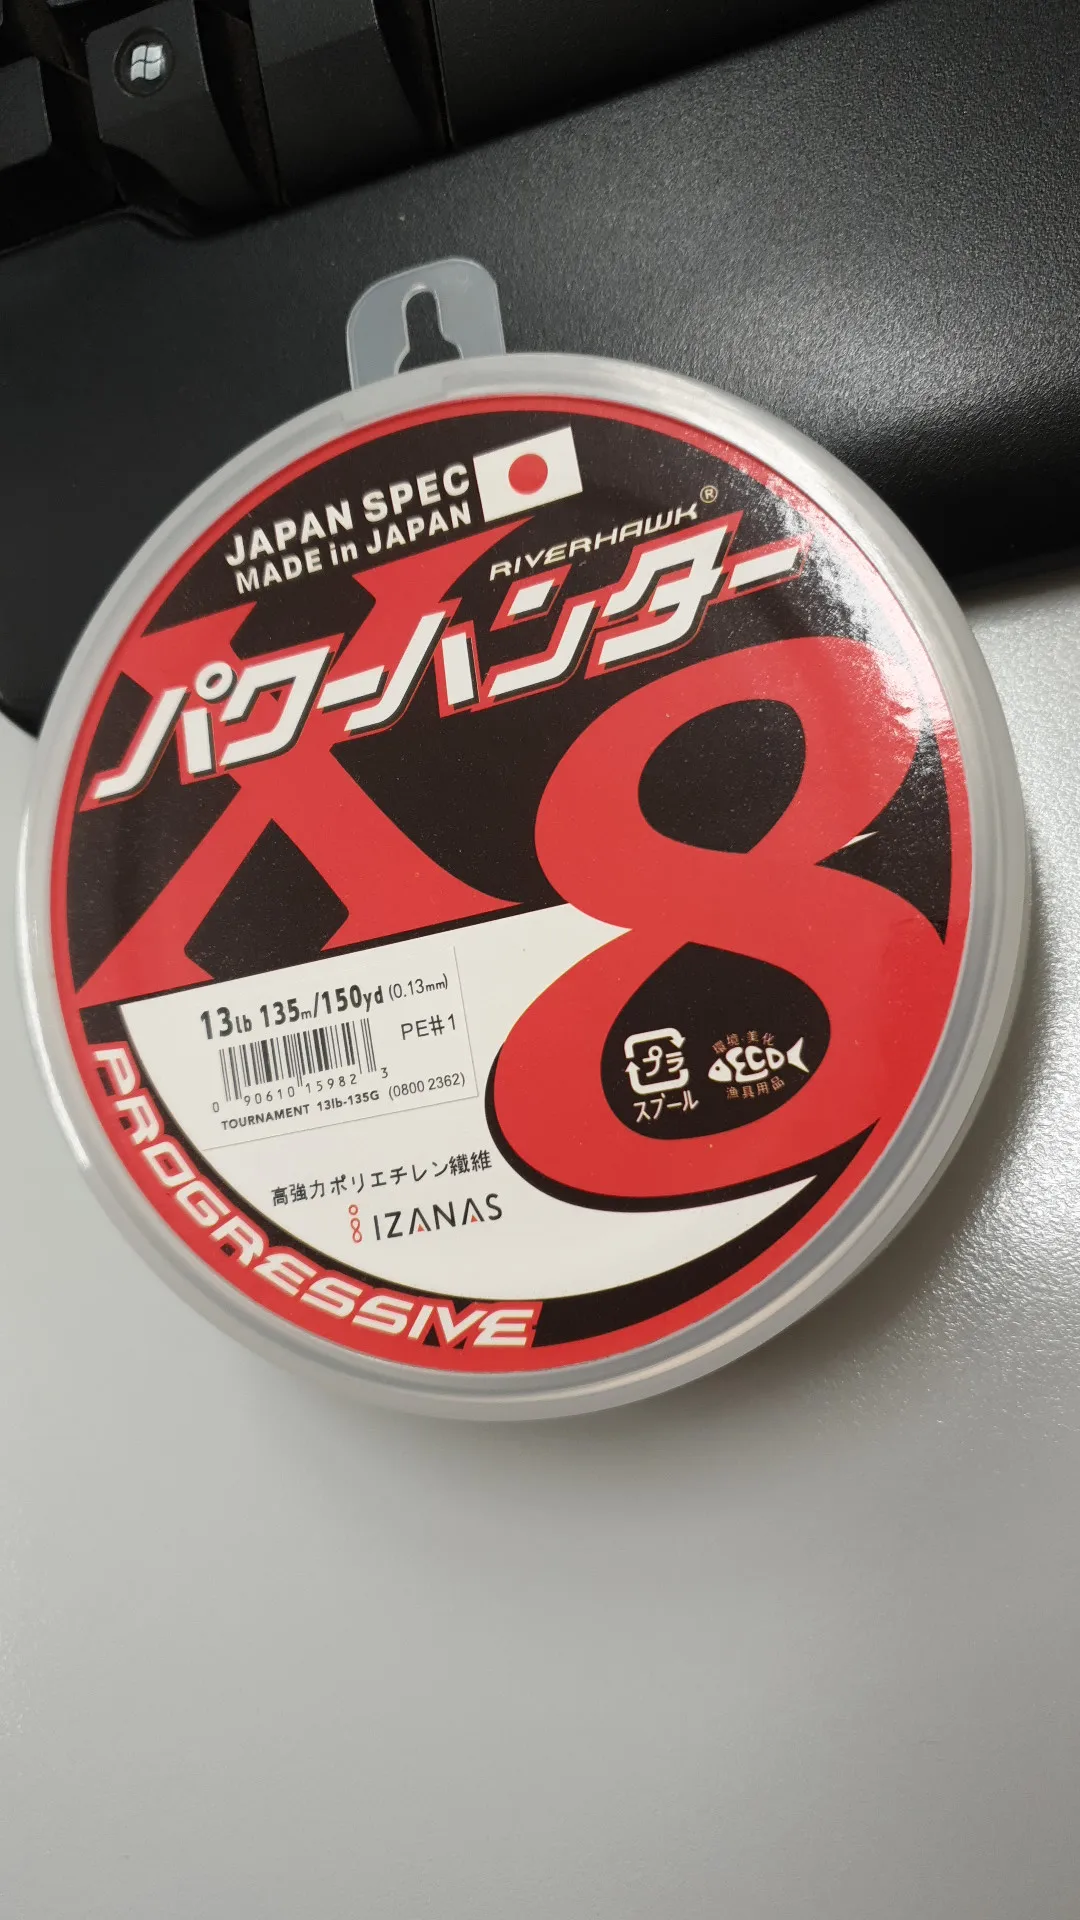 JAPAN SPEC
MADE in JAPAN
RIVERHAWK®
パワーハンター
X8
13lb 135m/150yd (0.13mm)
PE#1
0 90610 15982 3
TOURNAMENT 13lb-135G (0800 2362)
高強力ポリエチレン繊維
IZANAS
PROGRESSIVE
プラ
スプール
環境・美化
ECO
漁具用品